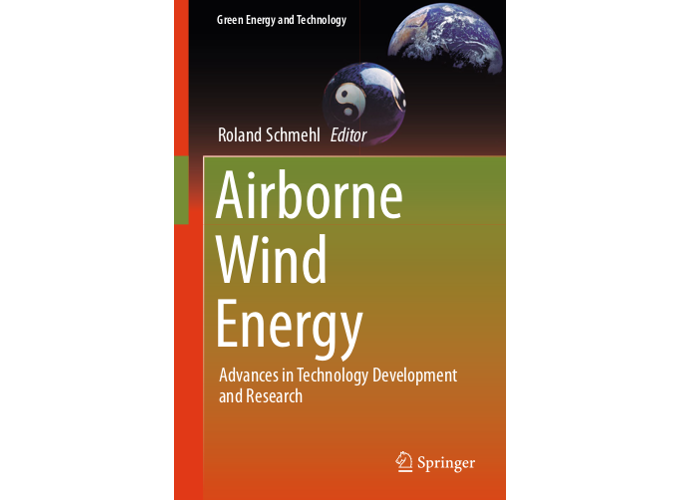 Green Energy and Technology
Roland Schmehl Editor
Airborne
Wind
Energy
Advances in Technology Development
and Research
Springer